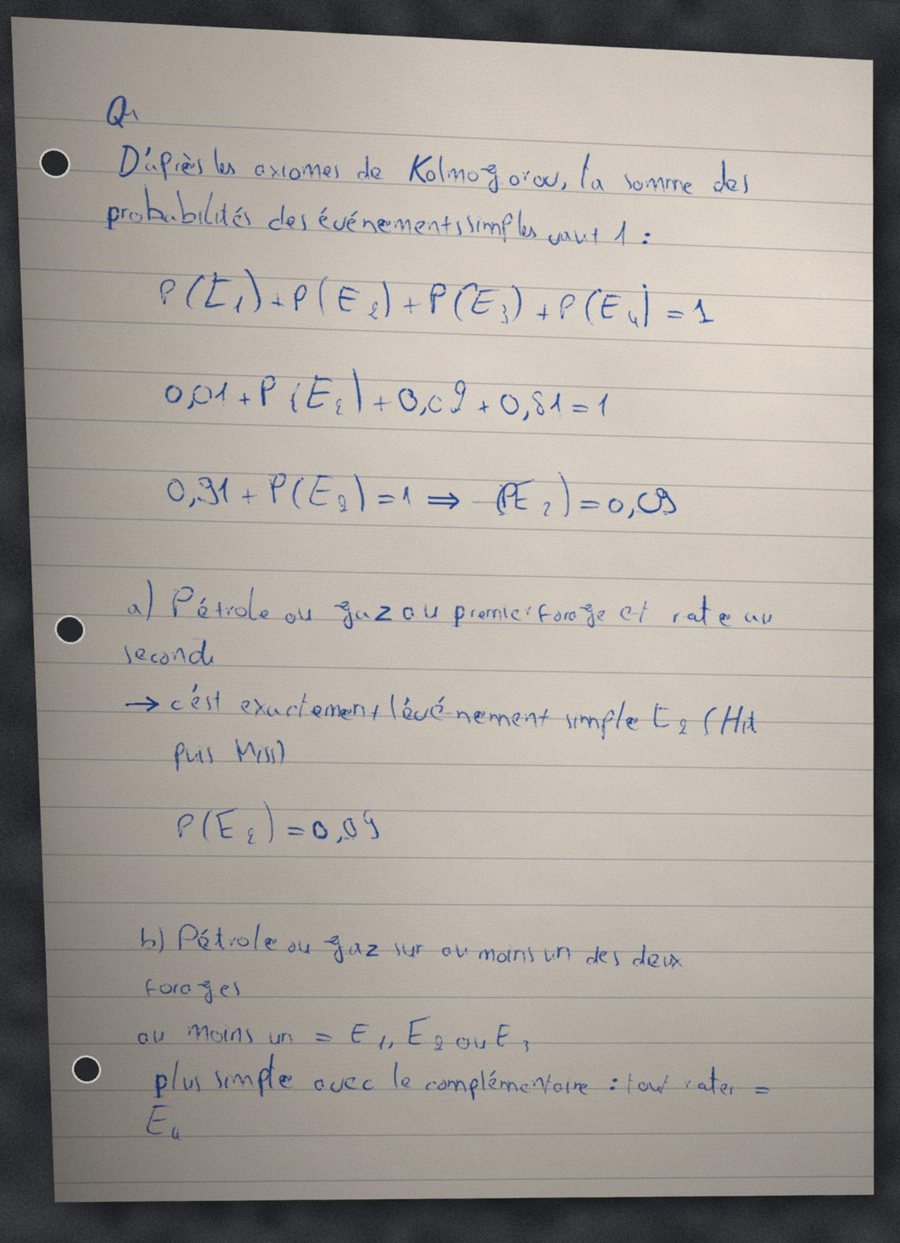 Q1
D'après les axiomes de Kolmogorov, la somme des
probabilités des événements simples vaut 1 :
P(E₁) + P(E₂) + P(E₃) + P(E₄) = 1
0,01 + P(E₂) + 0,09 + 0,81 = 1
0,91 + P(E₂) = 1 ⇒ (PE₂) = 0,09
a) Pétrole ou gaz au premier forage et rate au
second
→ c'est exactement l'événement simple E₂ (Hit
puis Miss)
P(E₂) = 0,09
b) Pétrole ou gaz sur au moins un des deux
forages
au moins un = E₁, E₂ ou E₃
plus simple avec le complémentaire : tout rater =
E₄